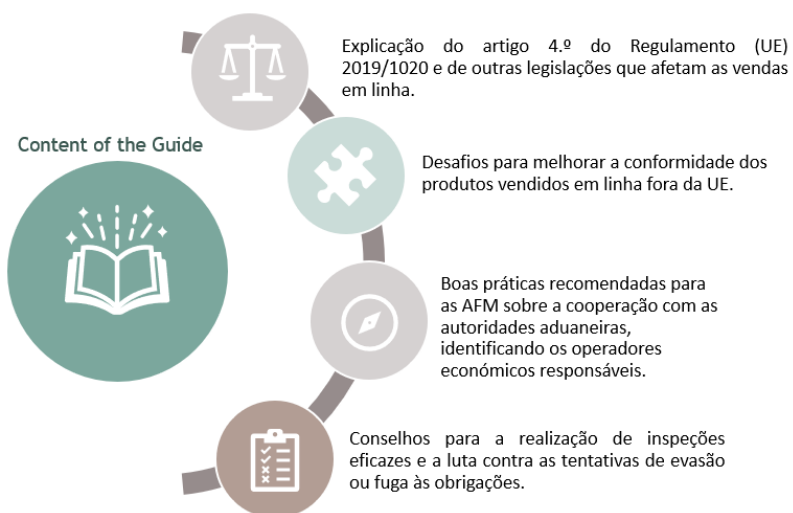 Content of the Guide
Explicação do artigo 4.º do Regulamento (UE)
2019/1020 e de outras legislações que afetam as vendas
em linha.
Desafios para melhorar a conformidade dos
produtos vendidos em linha fora da UE.
Boas práticas recomendadas para
as AFM sobre a cooperação com as
autoridades aduaneiras,
identificando os operadores
económicos responsáveis.
Conselhos para a realização de inspeções
eficazes e a luta contra as tentativas de evasão
ou fuga às obrigações.